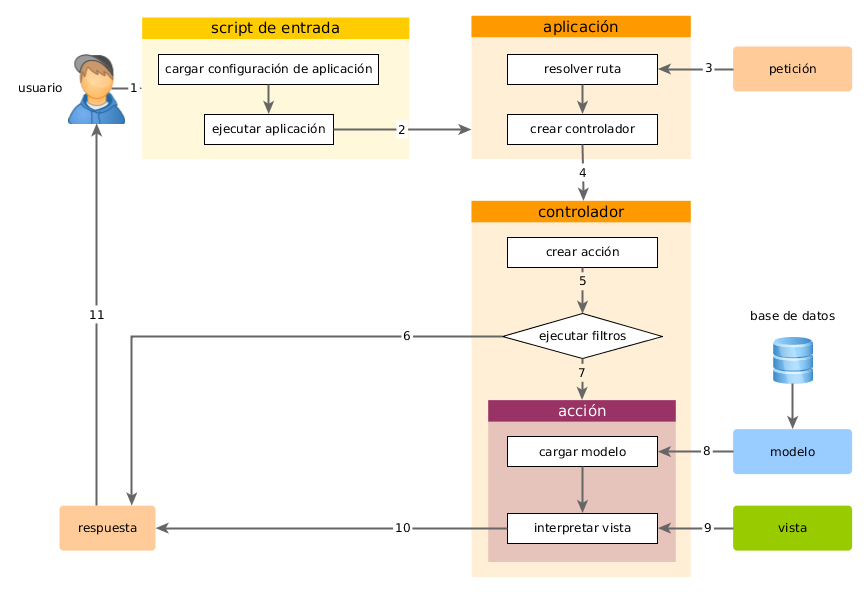 script de entrada
aplicación
cargar configuración de aplicación
resolver ruta
3
petición
usuario
1
ejecutar aplicación
2
crear controlador
4
controlador
crear acción
5
11
base de datos
6
ejecutar filtros
7
acción
cargar modelo
8
modelo
respuesta
10
interpretar vista
9
vista